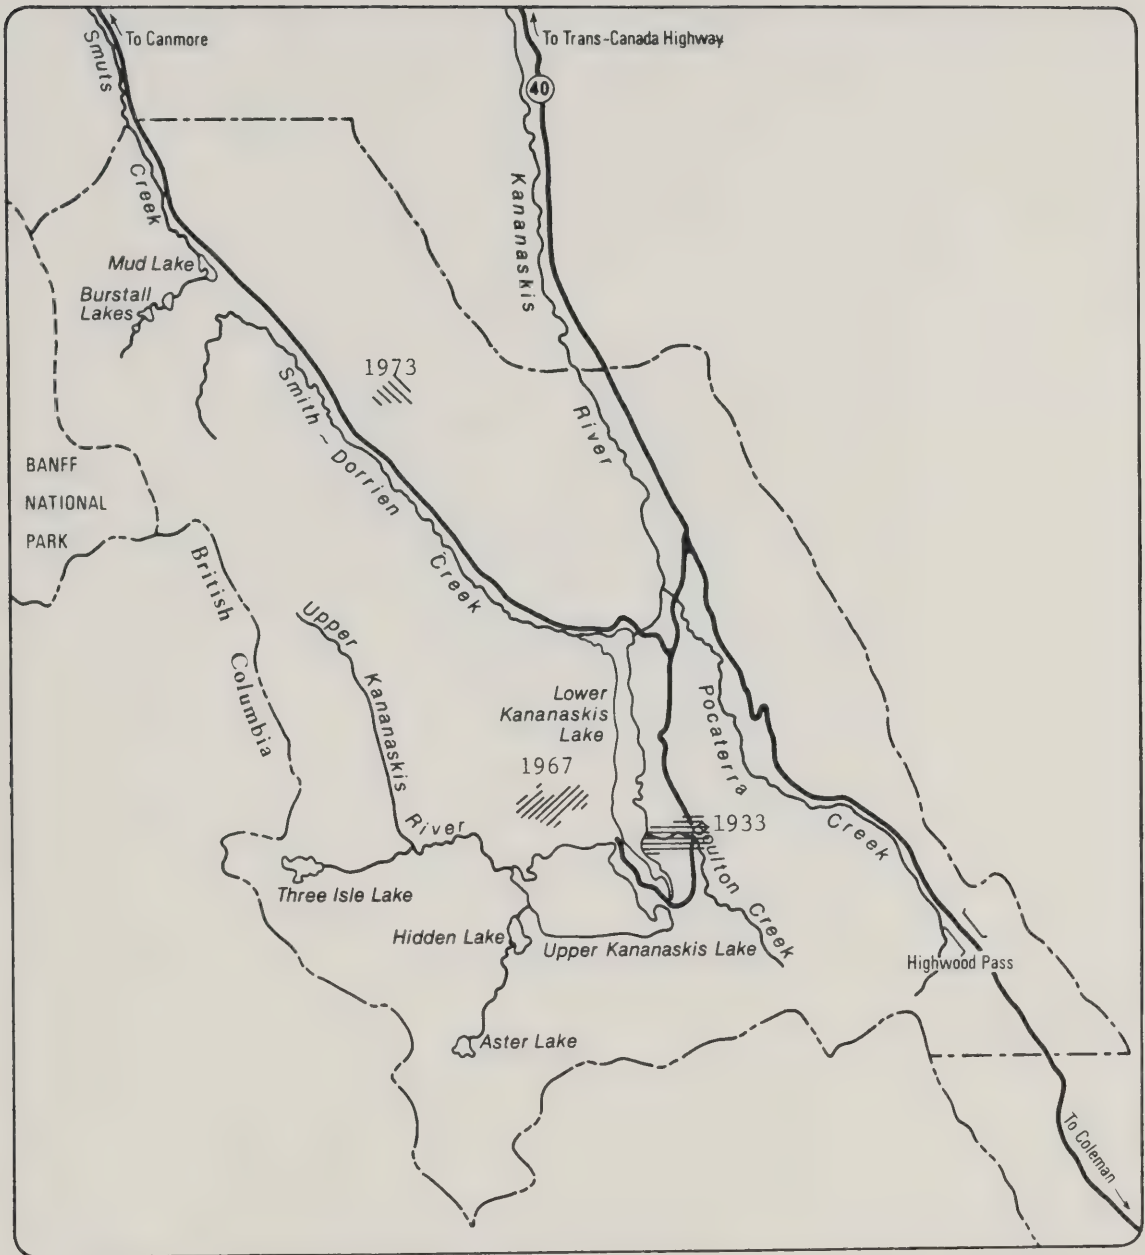 To Canmore
To Trans-Canada Highway
Smuts
Creek
40
Kananaskis
River
Mud Lake
Burstall
Lakes
1973
Smith-Dorrien
Creek
BANFF
NATIONAL
PARK
British
Columbia
Upper
Kananaskis
River
Lower
Kananaskis
Lake
Pocaterra
Creek
1967
1933
Boulton Creek
Three Isle Lake
Hidden Lake
Upper Kananaskis Lake
Highwood Pass
Aster Lake
To Coleman